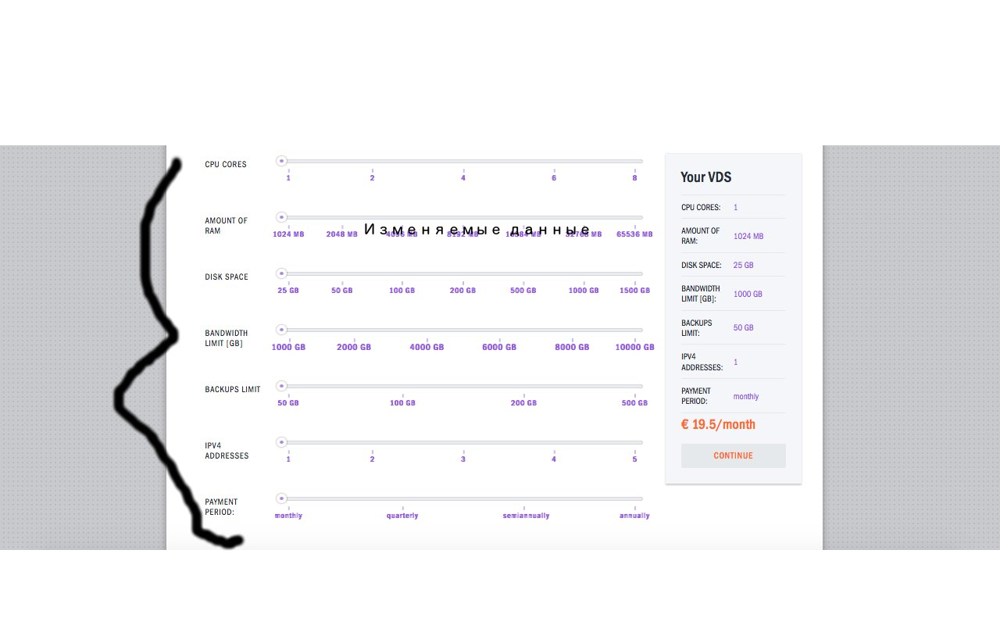 CPU CORES
1 2 4 6 8
AMOUNT OF
RAM
1024 MB 2048 MB 4096 MB 8192 MB 16384 MB 32768 MB 65536 MB
Изменяемые данные
DISK SPACE
25 GB 50 GB 100 GB 200 GB 500 GB 1000 GB 1500 GB
BANDWIDTH
LIMIT [GB]
1000 GB 2000 GB 4000 GB 6000 GB 8000 GB 10000 GB
BACKUPS LIMIT
50 GB 100 GB 200 GB 500 GB
IPV4
ADDRESSES
1 2 3 4 5
PAYMENT
PERIOD:
monthly quarterly semiannually annually
Your VDS
CPU CORES: 1
AMOUNT OF
RAM: 1024 MB
DISK SPACE: 25 GB
BANDWIDTH
LIMIT [GB]: 1000 GB
BACKUPS
LIMIT: 50 GB
IPV4
ADDRESSES: 1
PAYMENT
PERIOD: monthly
€ 19.5/month
CONTINUE